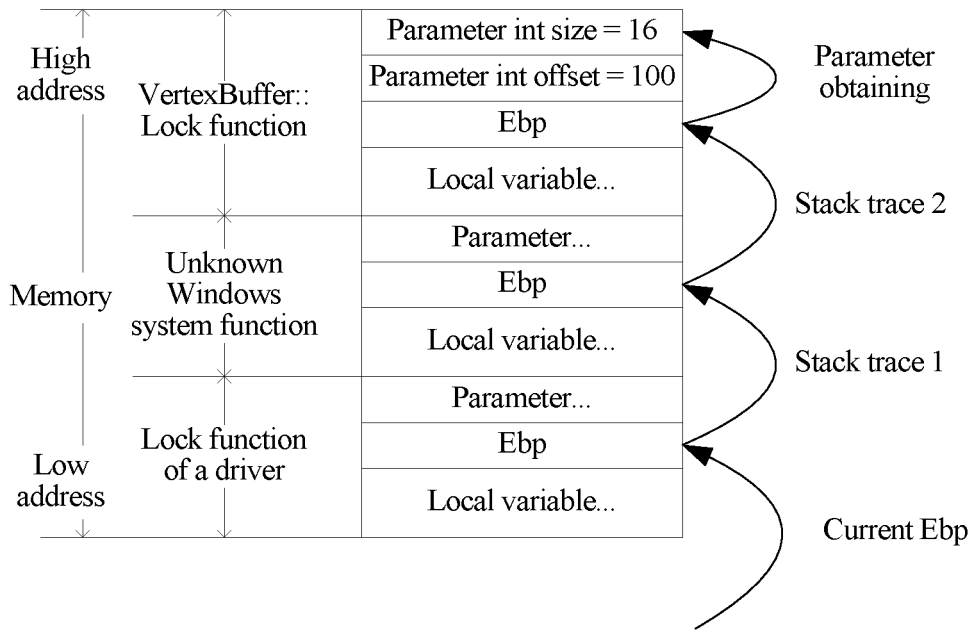 High
address
Memory
Low
address
VertexBuffer::
Lock function
Unknown
Windows
system function
Lock function
of a driver
Parameter int size = 16
Parameter int offset = 100
Ebp
Local variable...
Parameter...
Ebp
Local variable...
Parameter...
Ebp
Local variable...
Parameter
obtaining
Stack trace 2
Stack trace 1
Current Ebp